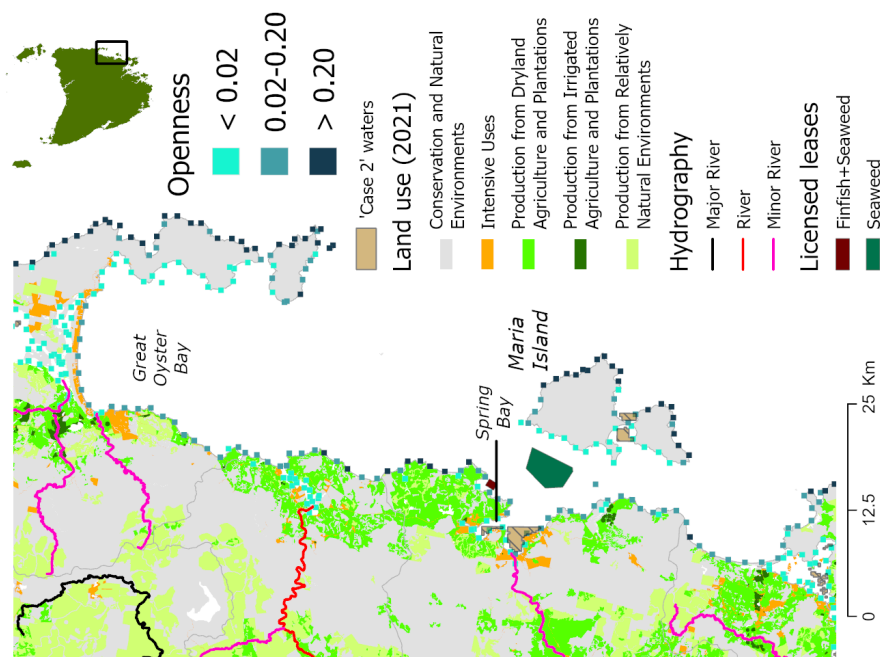 Openness
< 0.02
0.02-0.20
> 0.20
'Case 2' waters
Land use (2021)
Conservation and Natural
Environments
Intensive Uses
Production from Dryland
Agriculture and Plantations
Production from Irrigated
Agriculture and Plantations
Production from Relatively
Natural Environments
Hydrography
Major River
River
Minor River
Licensed leases
Finfish+Seaweed
Seaweed
Great
Oyster
Bay
Spring
Bay
Maria
Island
0
12.5
25
Km